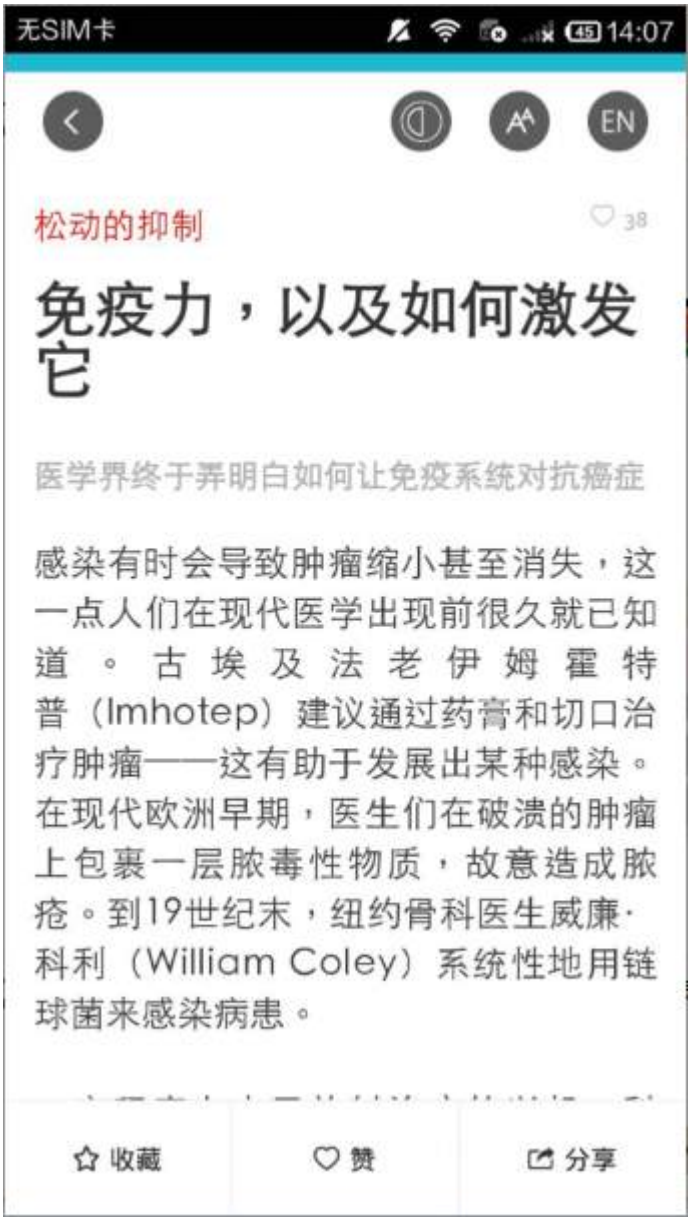 无SIM卡 45 14:07
AA EN
松动的抑制 38
免疫力，以及如何激发
它
医学界终于弄明白如何让免疫系统对抗癌症
感染有时会导致肿瘤缩小甚至消失，这
一点人们在现代医学出现前很久就已知
道。古埃及法老伊姆霍特
普（Imhotep）建议通过药膏和切口治
疗肿瘤——这有助于发展出某种感染。
在现代欧洲早期，医生们在破溃的肿瘤
上包裹一层脓毒性物质，故意造成脓
疮。到19世纪末，纽约骨科医生威廉·
科利（William Coley）系统性地用链
球菌来感染病患。
收藏 赞 分享